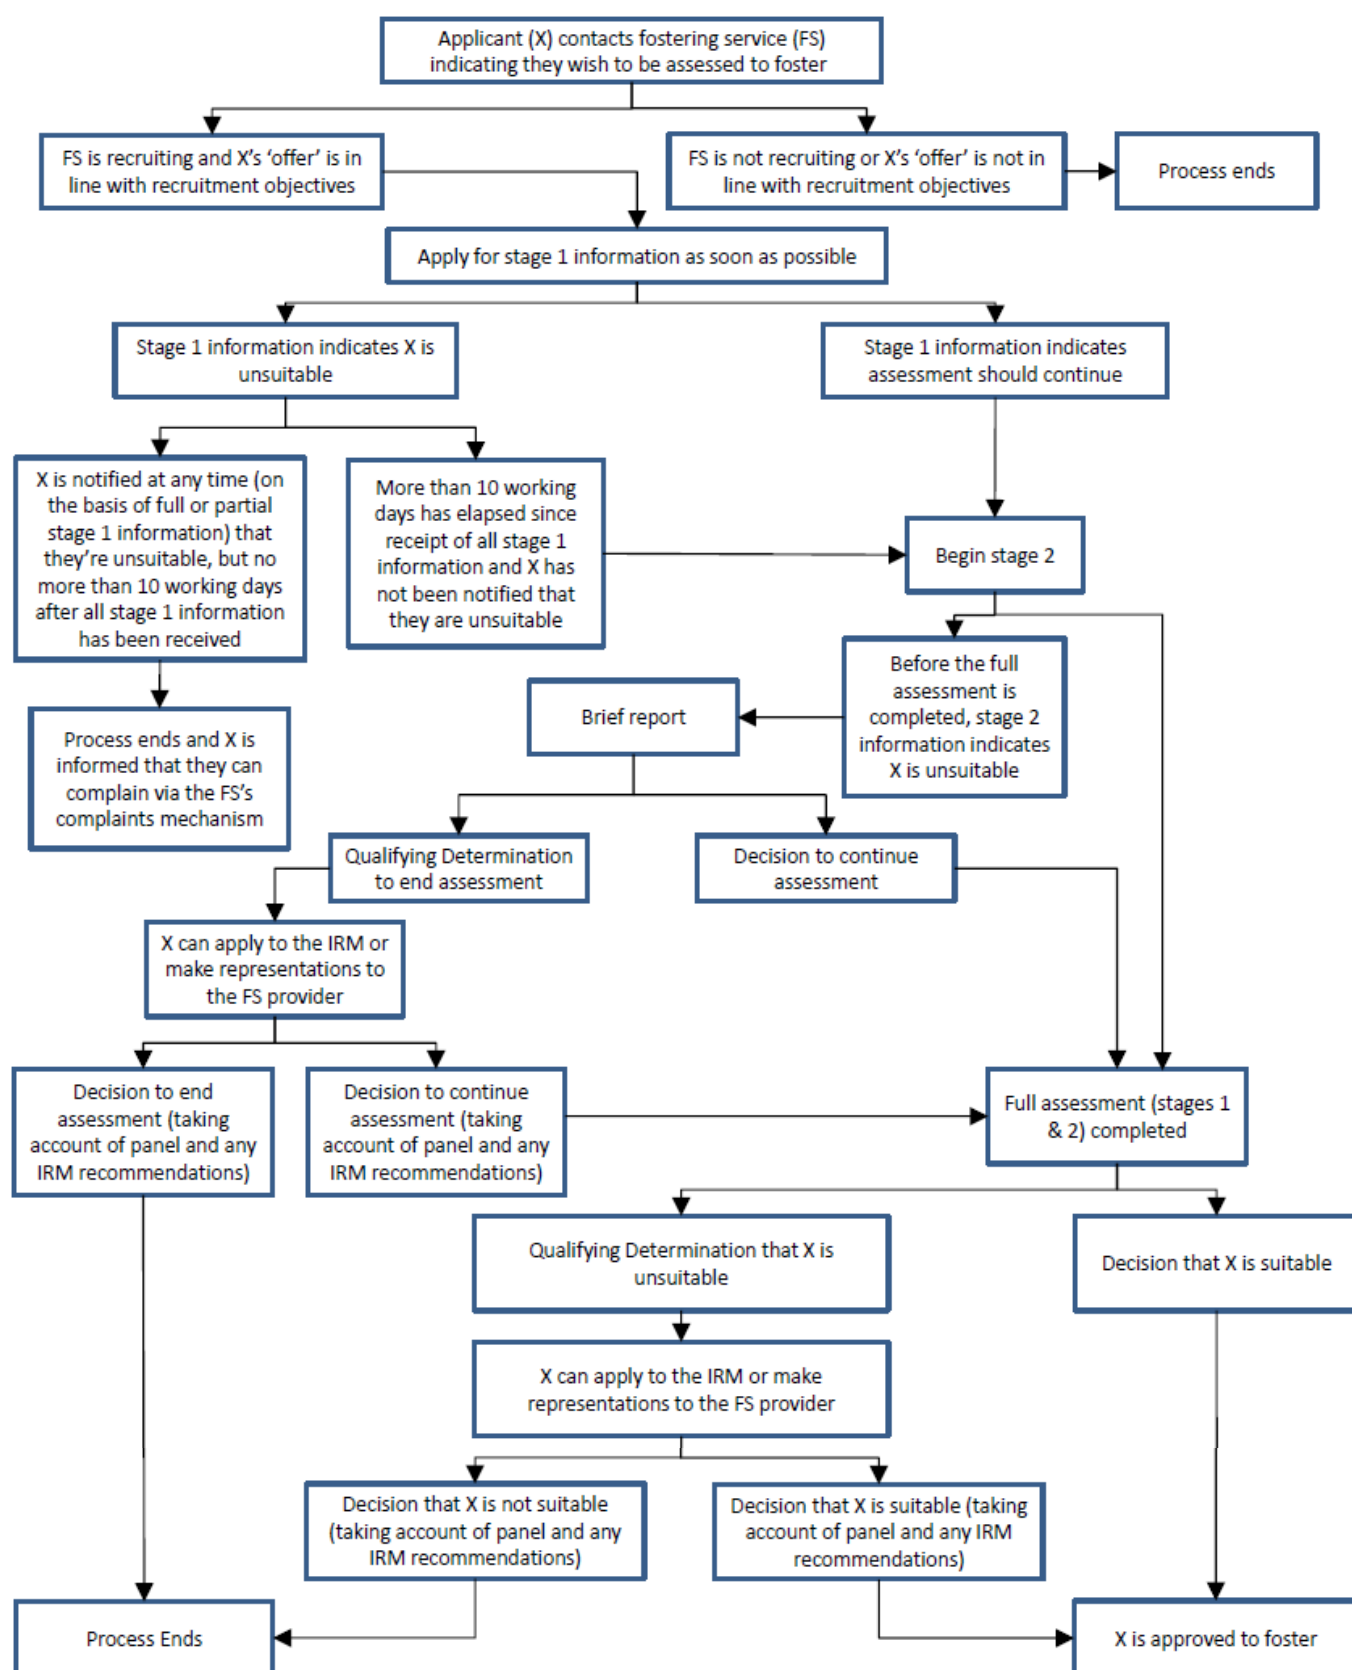 Applicant (X) contacts fostering service (FS)
indicating they wish to be assessed to foster
FS is recruiting and X’s ‘offer’ is in
line with recruitment objectives
FS is not recruiting or X’s ‘offer’ is not in
line with recruitment objectives
Process ends
Apply for stage 1 information as soon as possible
Stage 1 information indicates X is
unsuitable
Stage 1 information indicates
assessment should continue
X is notified at any time (on
the basis of full or partial
stage 1 information) that
they’re unsuitable, but no
more than 10 working days
after all stage 1 information
has been received
More than 10 working
days has elapsed since
receipt of all stage 1
information and X has
not been notified that
they are unsuitable
Begin stage 2
Before the full
assessment is
completed, stage 2
information indicates
X is unsuitable
Brief report
Process ends and X is
informed that they can
complain via the FS’s
complaints mechanism
Qualifying Determination
to end assessment
Decision to continue
assessment
X can apply to the IRM or
make representations to
the FS provider
Decision to end
assessment (taking
account of panel and any
IRM recommendations)
Decision to continue
assessment (taking
account of panel and any
IRM recommendations)
Full assessment (stages 1
& 2) completed
Qualifying Determination that X is
unsuitable
Decision that X is suitable
X can apply to the IRM or make
representations to the FS provider
Decision that X is not suitable
(taking account of panel and any
IRM recommendations)
Decision that X is suitable (taking
account of panel and any IRM
recommendations)
Process Ends
X is approved to foster